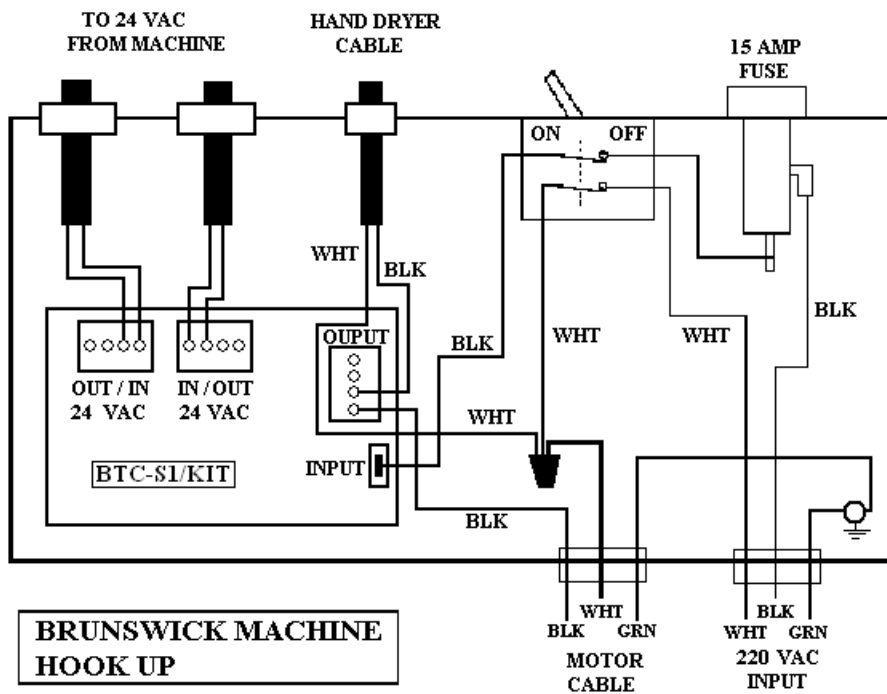 TO 24 VAC
FROM MACHINE
HAND DRYER
CABLE
15 AMP
FUSE
ON
OFF
WHT
BLK
BLK
WHT
WHT
BLK
OUPUT
OUT / IN
24 VAC
IN / OUT
24 VAC
WHT
INPUT
BTC-S1/KIT
BLK
WHT
BLK
GRN
MOTOR
CABLE
BLK
WHT
GRN
220 VAC
INPUT
BRUNSWICK MACHINE
HOOK UP